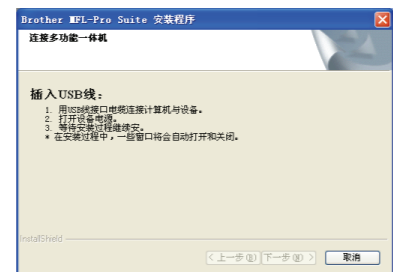 Brother MFL-Pro Suite 安装程序
连接多功能一体机
插入USB线：
1. 用USB线接口电缆连接计算机与设备。
2. 打开设备电源。
3. 等待安装过程继续安。
* 在安装过程中，一些窗口将会自动打开和关闭。
InstallShield
< 上一步(B) 下一步(N) > 取消